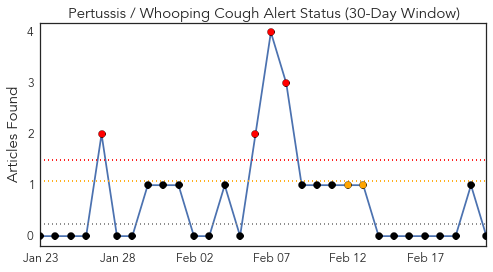 Pertussis / Whooping Cough Alert Status (30-Day Window)
Articles Found
4
3
2
1
0
Jan 23 Jan 28 Feb 02 Feb 07 Feb 12 Feb 17